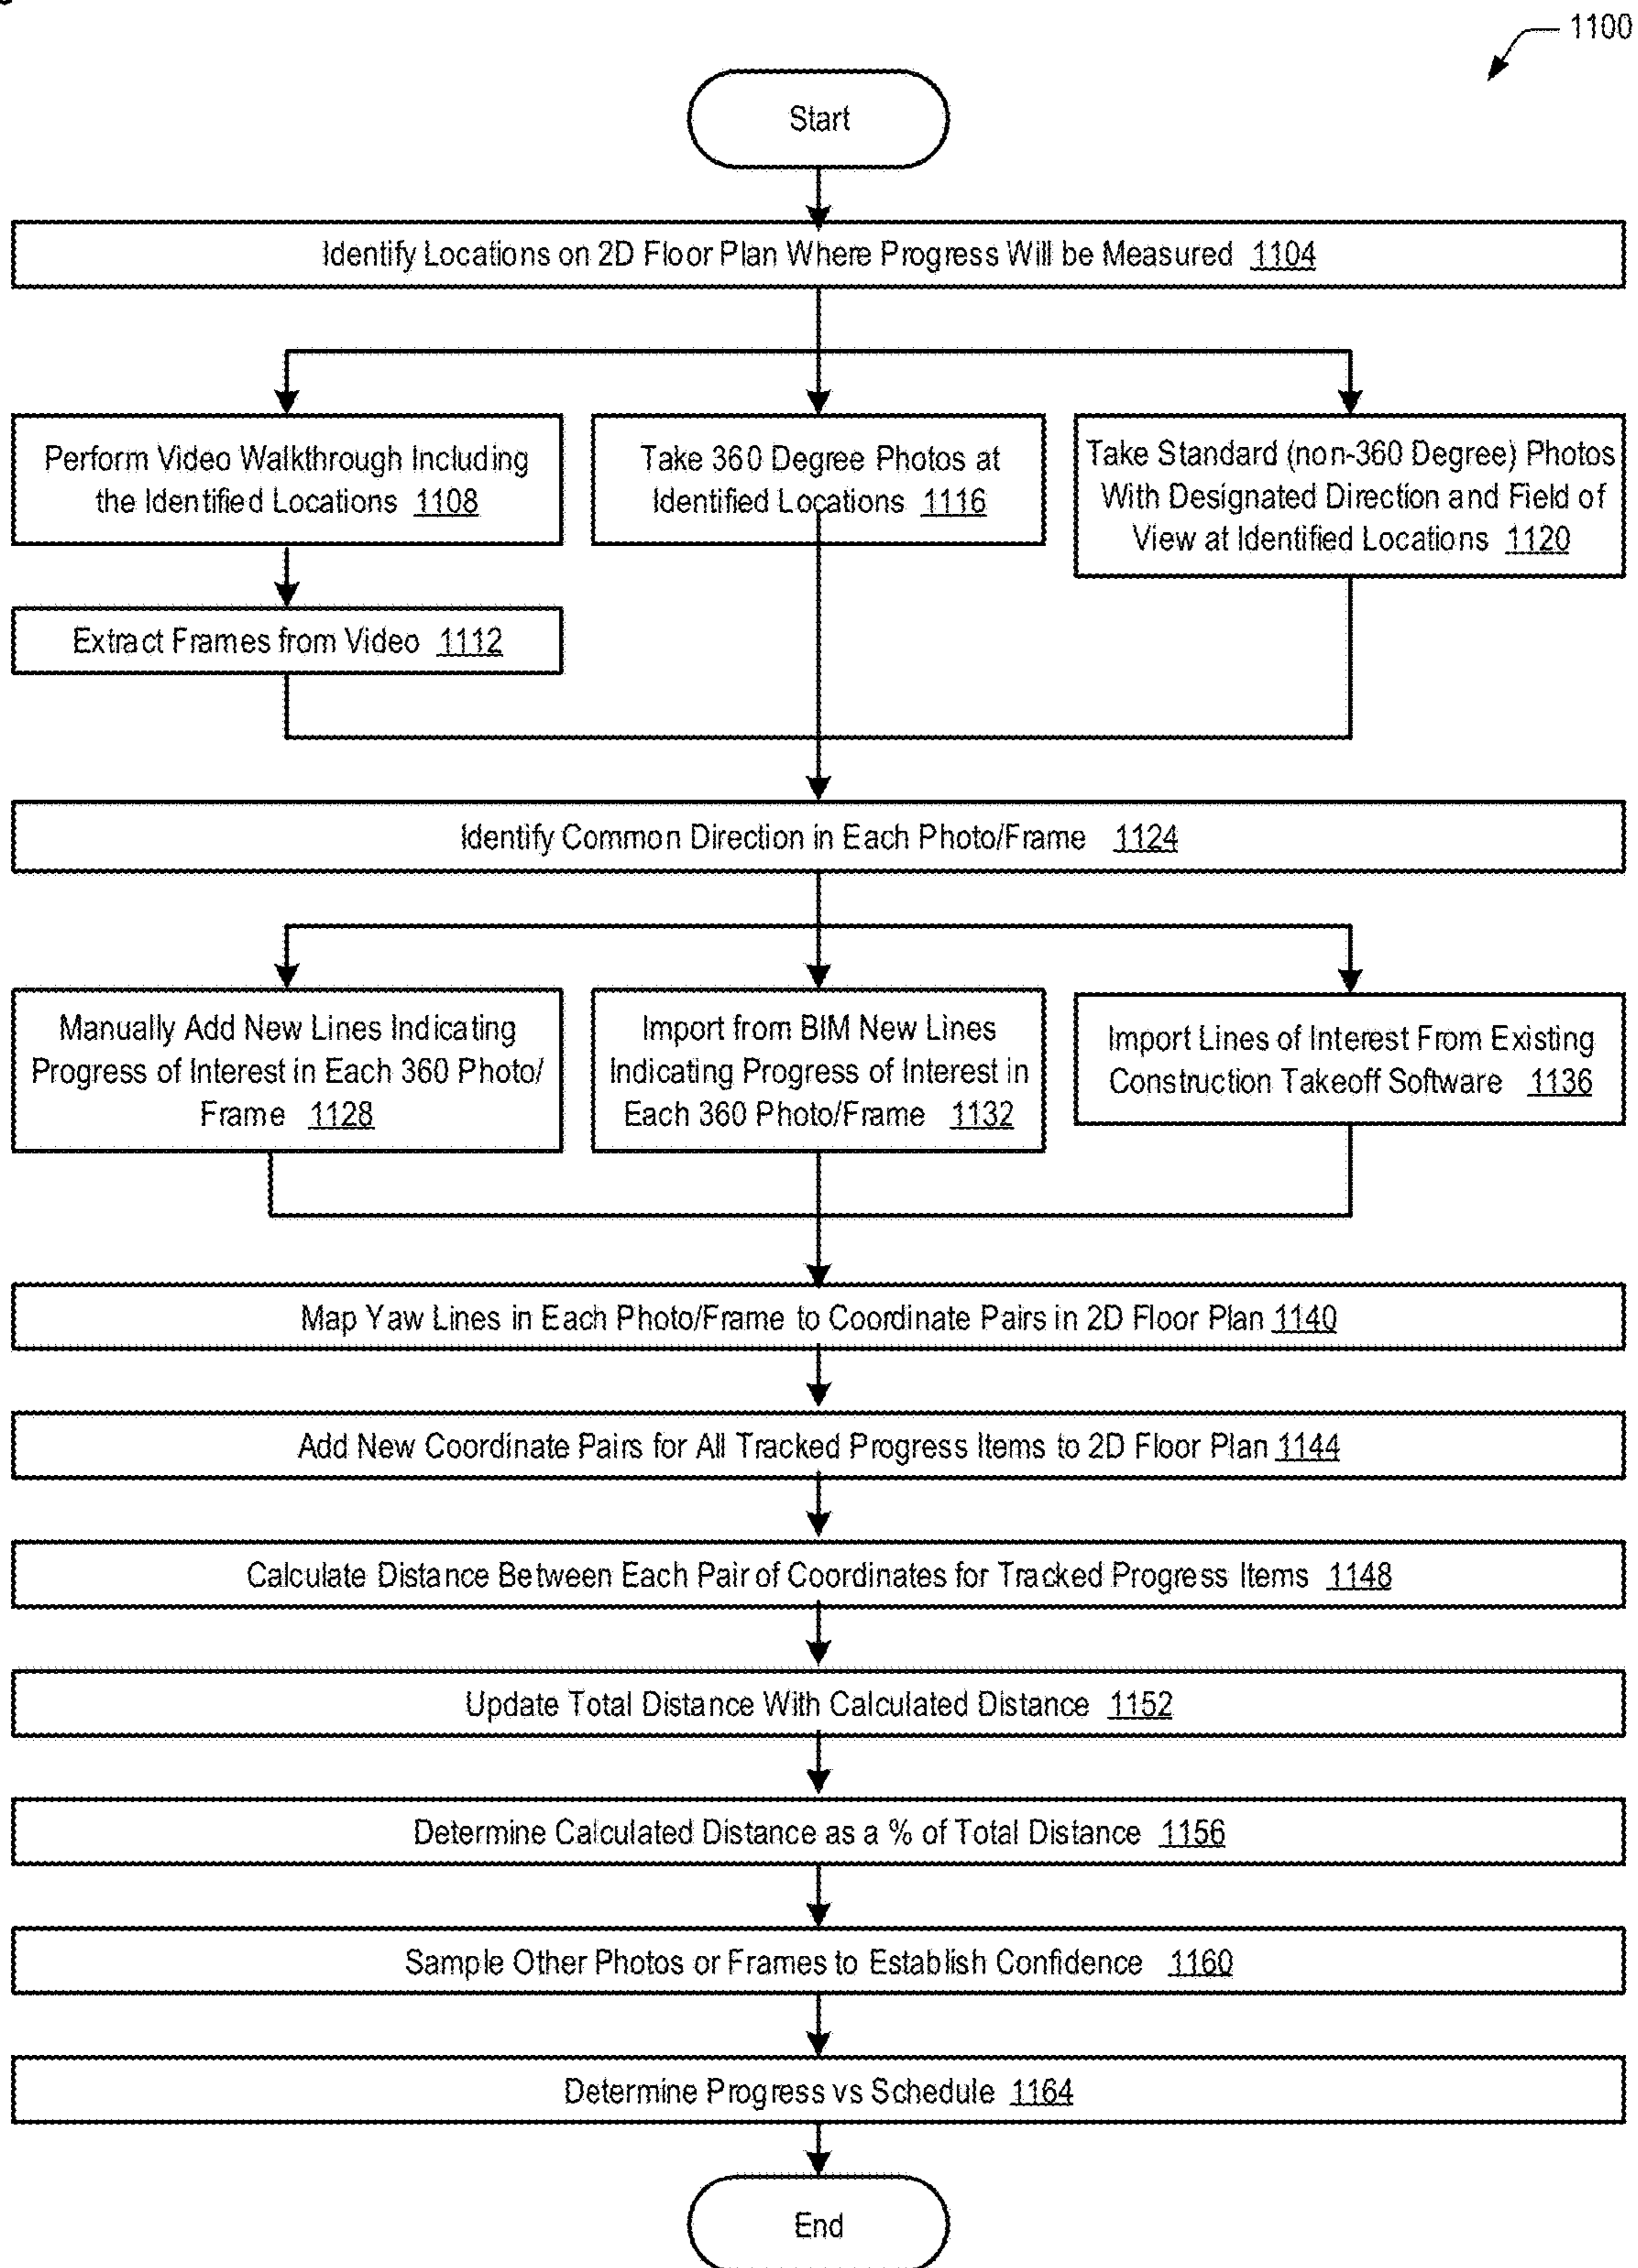 1100
Start
Identify Locations on 2D Floor Plan Where Progress Will be Measured 1104
Perform Video Walkthrough Including
the Identified Locations 1108
Take 360 Degree Photos at
Identified Locations 1116
Take Standard (non-360 Degree) Photos
With Designated Direction and Field of
View at Identified Locations 1120
Extract Frames from Video 1112
Identify Common Direction in Each Photo/Frame 1124
Manually Add New Lines Indicating
Progress of Interest in Each 360 Photo/
Frame 1128
Import from BIM New Lines
Indicating Progress of Interest in
Each 360 Photo/Frame 1132
Import Lines of Interest From Existing
Construction Takeoff Software 1136
Map Yaw Lines in Each Photo/Frame to Coordinate Pairs in 2D Floor Plan 1140
Add New Coordinate Pairs for All Tracked Progress Items to 2D Floor Plan 1144
Calculate Distance Between Each Pair of Coordinates for Tracked Progress Items 1148
Update Total Distance With Calculated Distance 1152
Determine Calculated Distance as a % of Total Distance 1156
Sample Other Photos or Frames to Establish Confidence 1160
Determine Progress vs Schedule 1164
End